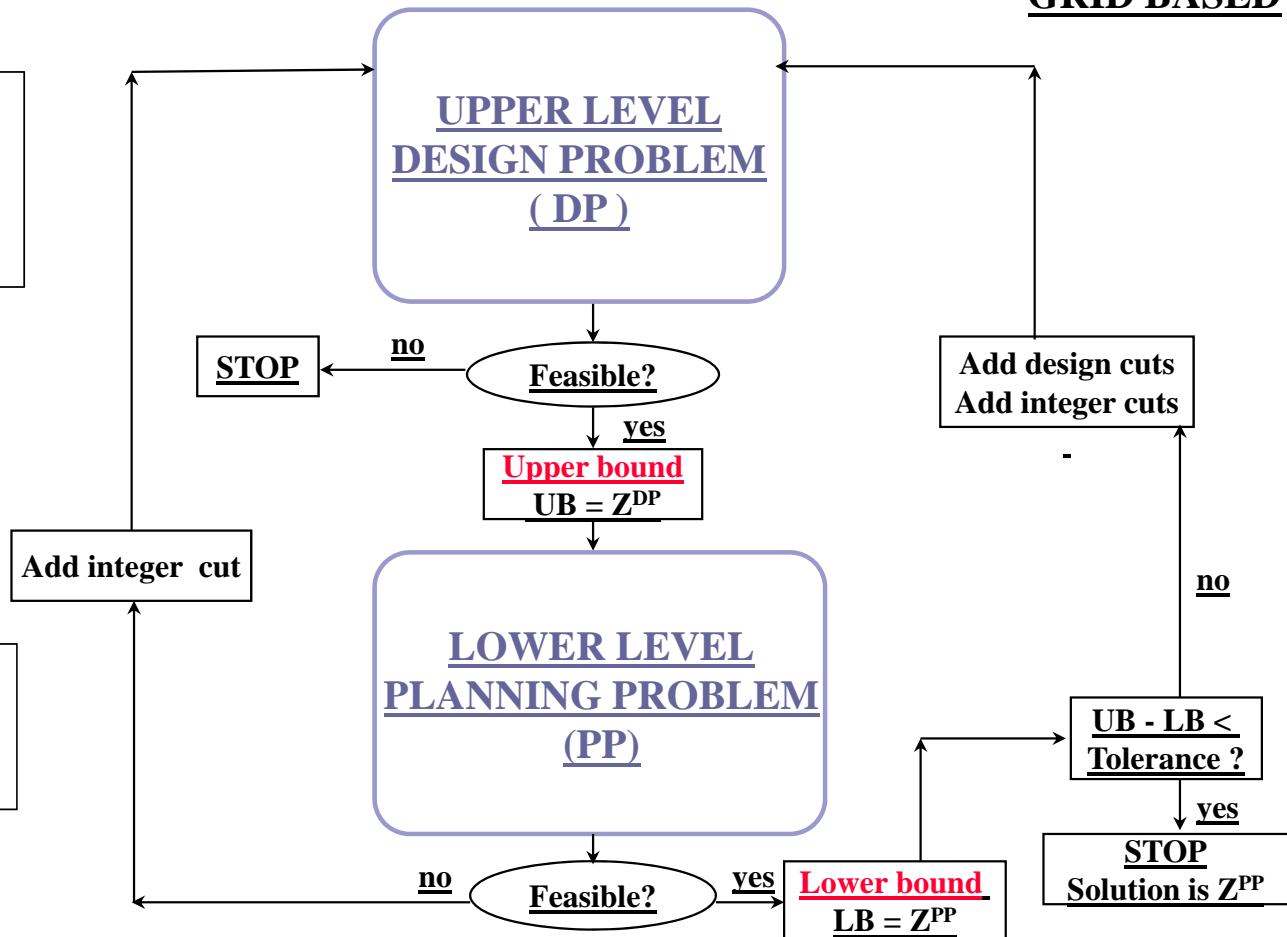 GRID BASED
UPPER LEVEL
DESIGN PROBLEM
( DP )
no
STOP
Feasible?
Add design cuts
Add integer cuts
-
yes
Upper bound
UB = Z^DP
Add integer cut
no
LOWER LEVEL
PLANNING PROBLEM
(PP)
UB - LB <
Tolerance ?
yes
STOP
Solution is Z^PP
no
Feasible?
yes
Lower bound
LB = Z^PP